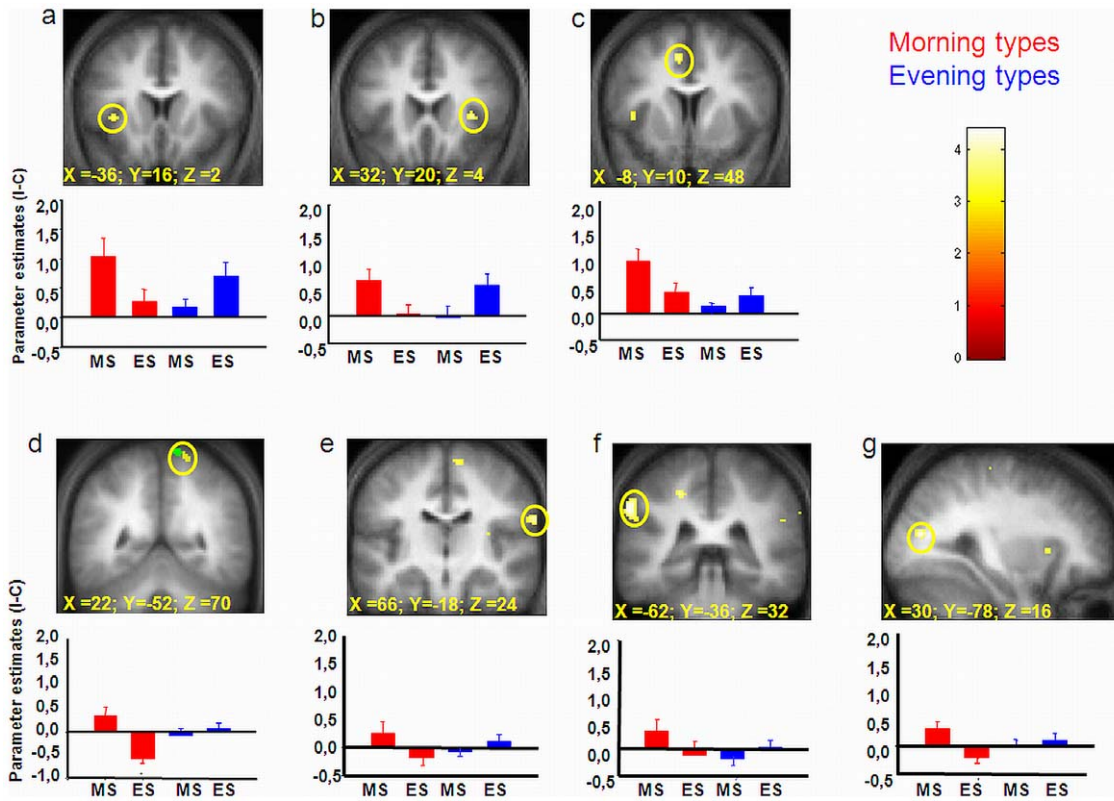 a
b
c
Morning types
Evening types
X =-36; Y=16; Z =2
X =32; Y=20; Z =4
X -8; Y=10; Z =48
4
3
2
1
0
Parameter estimates (I-C)
2,0
1,5
1,0
0,5
0,0
-0,5
MS ES MS ES
2,0
1,5
1,0
0,5
0,0
-0,5
MS ES MS ES
2,0
1,5
1,0
0,5
0,0
-0,5
MS ES MS ES
d
e
f
g
X =22; Y=-52; Z =70
X =66; Y=-18; Z =24
X =-62; Y=-36; Z =32
X =30; Y=-78; Z =16
Parameter estimates (I-C)
2,0
1,5
1,0
0,5
0,0
-0,5
-1,0
MS ES MS ES
2,0
1,5
1,0
0,5
0,0
-0,5
MS ES MS ES
2,0
1,5
1,0
0,5
0,0
-0,5
MS ES MS ES
2,0
1,5
1,0
0,5
0,0
-0,5
MS ES MS ES